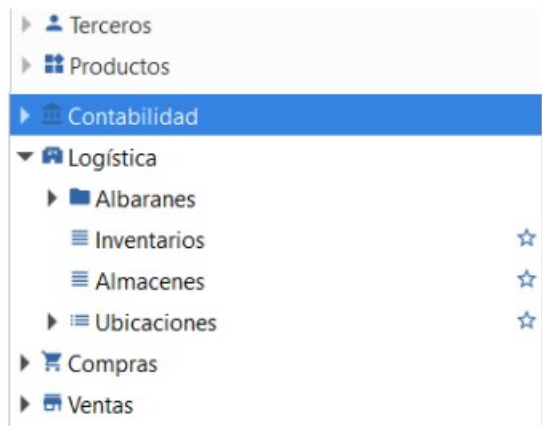 Terceros
Productos
Contabilidad
Logística
Albaranes
Inventarios
Almacenes
Ubicaciones
Compras
Ventas